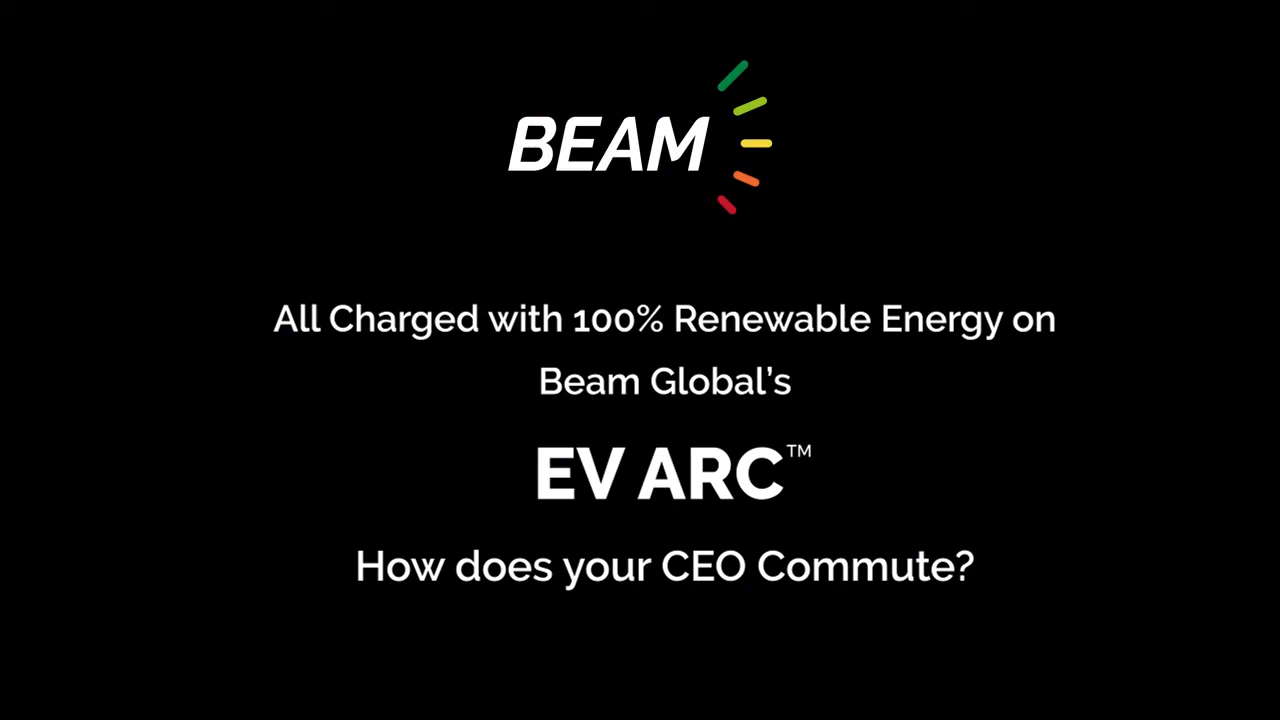 BEAM
All Charged with 100% Renewable Energy on
Beam Global’s
EV ARC™
How does your CEO Commute?